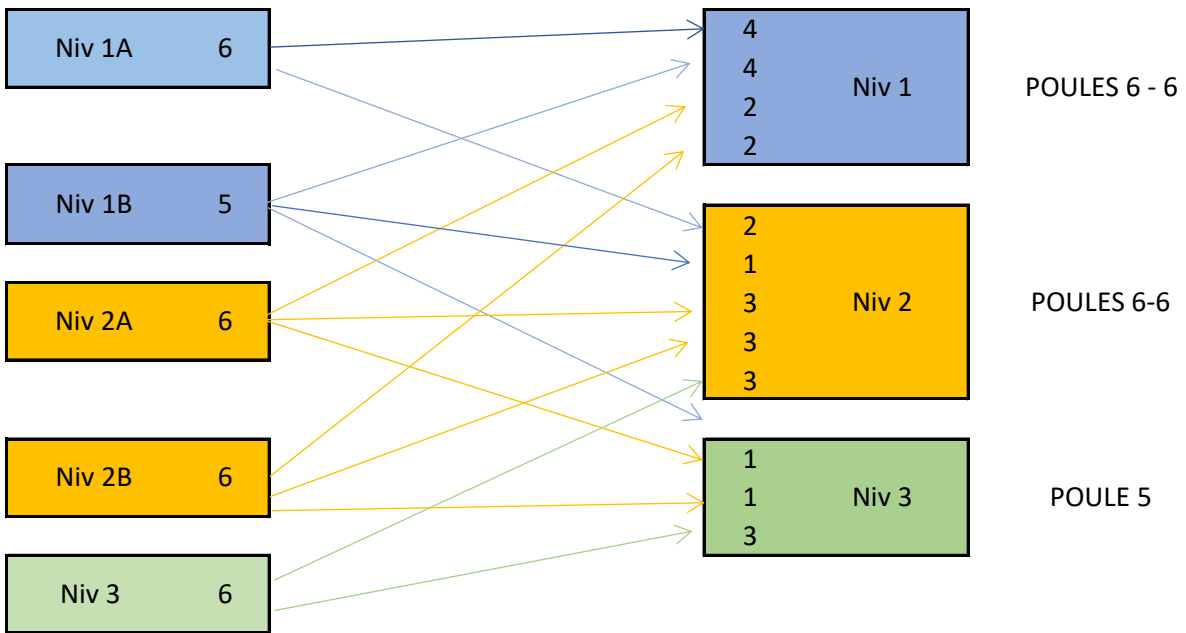 Niv 1A 6
Niv 1B 5
Niv 2A 6
Niv 2B 6
Niv 3 6
4
4
2
2
Niv 1
POULES 6 - 6
2
1
3
3
3
Niv 2
POULES 6-6
1
1
3
Niv 3
POULE 5